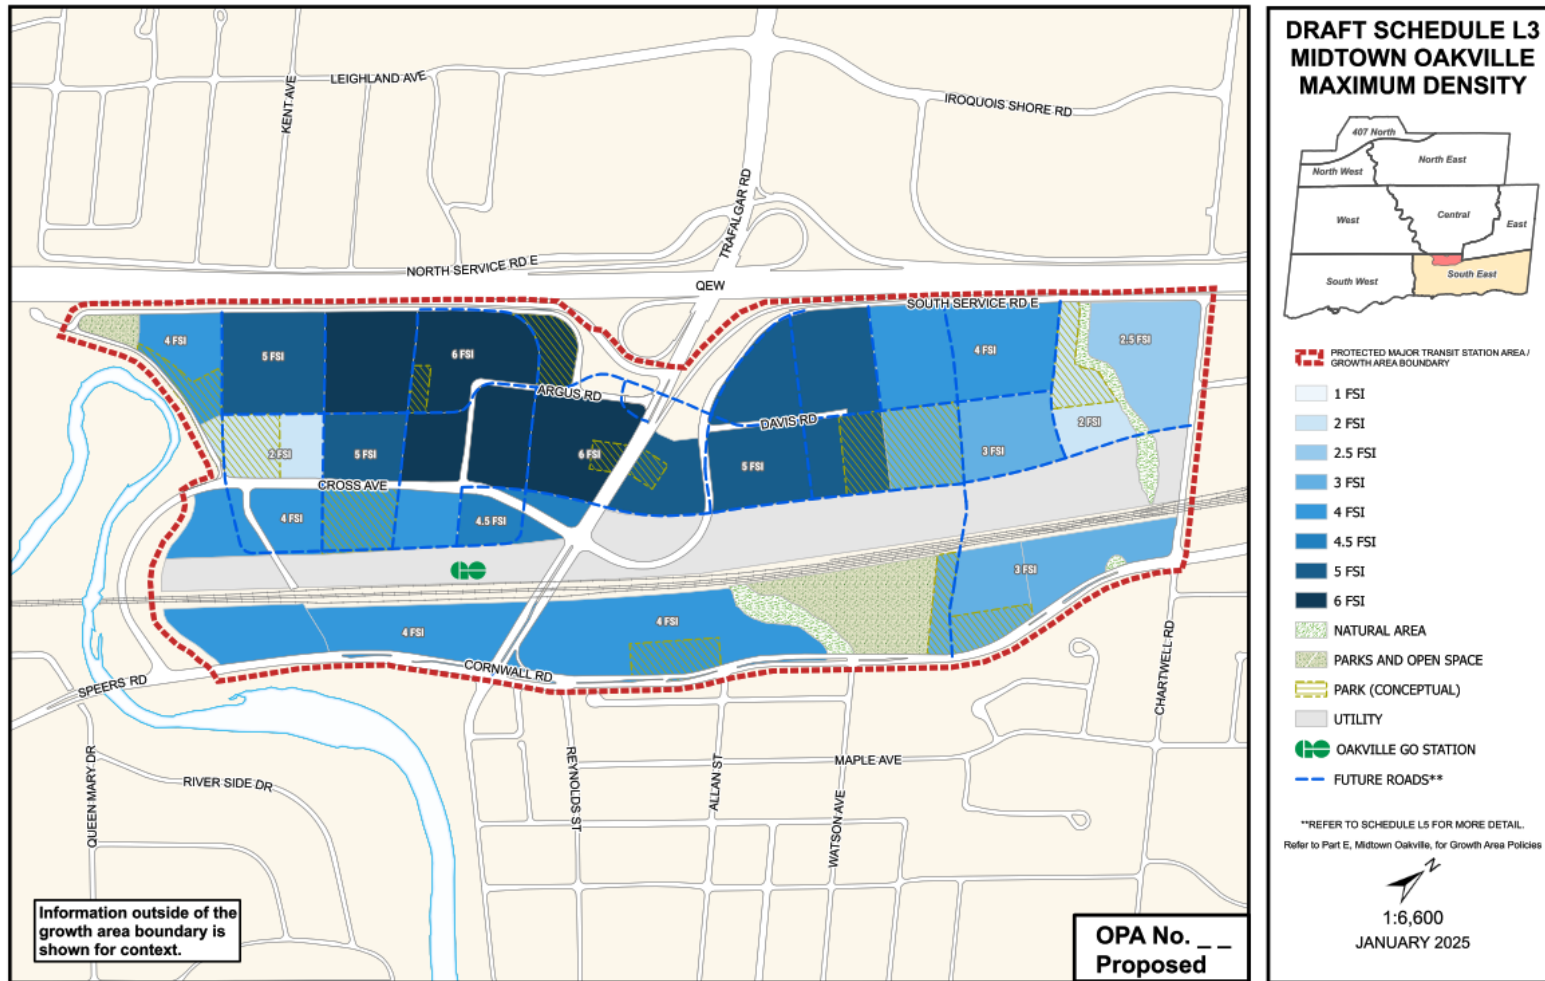 LEIGHLAND AVE
KENT AVE
IROQUOIS SHORE RD
TRAFALGAR RD
NORTH SERVICE RD E
QEW
SOUTH SERVICE RD E
4 FSI
5 FSI
6 FSI
4 FSI
2.5 FSI
ARGUS RD
DAVIS RD
2 FSI
5 FSI
6 FSI
5 FSI
3 FSI
2 FSI
CROSS AVE
4 FSI
4.5 FSI
GO
3 FSI
4 FSI
4 FSI
CORNWALL RD
SPEERS RD
CHARTWELL RD
QUEEN MARY DR
RIVER SIDE DR
REYNOLDS ST
ALLAN ST
WATSON AVE
MAPLE AVE
Information outside of the
growth area boundary is
shown for context.
OPA No. _ _
Proposed
DRAFT SCHEDULE L3
MIDTOWN OAKVILLE
MAXIMUM DENSITY
407 North
North East
North West
West
Central
East
South West
South East
PROTECTED MAJOR TRANSIT STATION AREA /
GROWTH AREA BOUNDARY
1 FSI
2 FSI
2.5 FSI
3 FSI
4 FSI
4.5 FSI
5 FSI
6 FSI
NATURAL AREA
PARKS AND OPEN SPACE
PARK (CONCEPTUAL)
UTILITY
GO OAKVILLE GO STATION
FUTURE ROADS**
**REFER TO SCHEDULE L5 FOR MORE DETAIL.
Refer to Part E, Midtown Oakville, for Growth Area Policies
N
1:6,600
JANUARY 2025